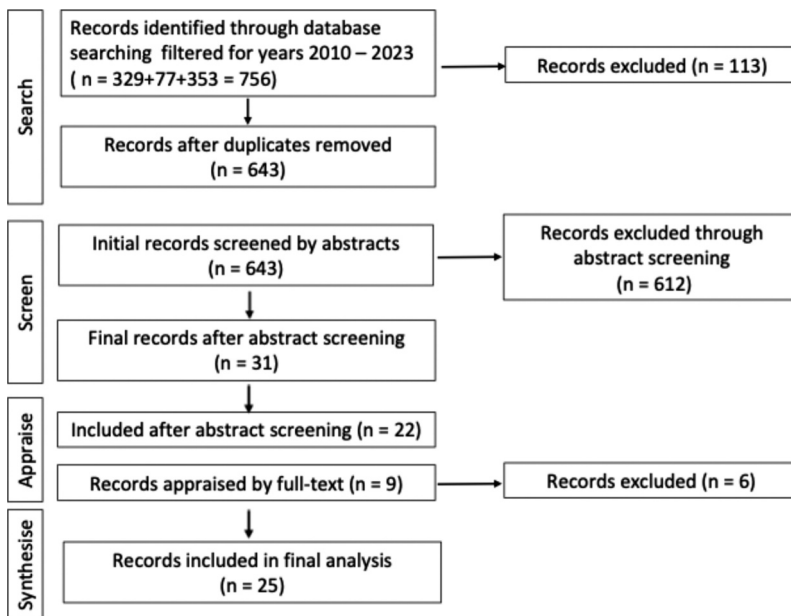 Search
Records identified through database
searching filtered for years 2010 – 2023
( n = 329+77+353 = 756)
Records excluded (n = 113)
Records after duplicates removed
(n = 643)
Screen
Initial records screened by abstracts
(n = 643)
Records excluded through
abstract screening
(n = 612)
Final records after abstract screening
(n = 31)
Appraise
Included after abstract screening (n = 22)
Records appraised by full-text (n = 9)
Records excluded (n = 6)
Synthesise
Records included in final analysis
(n = 25)